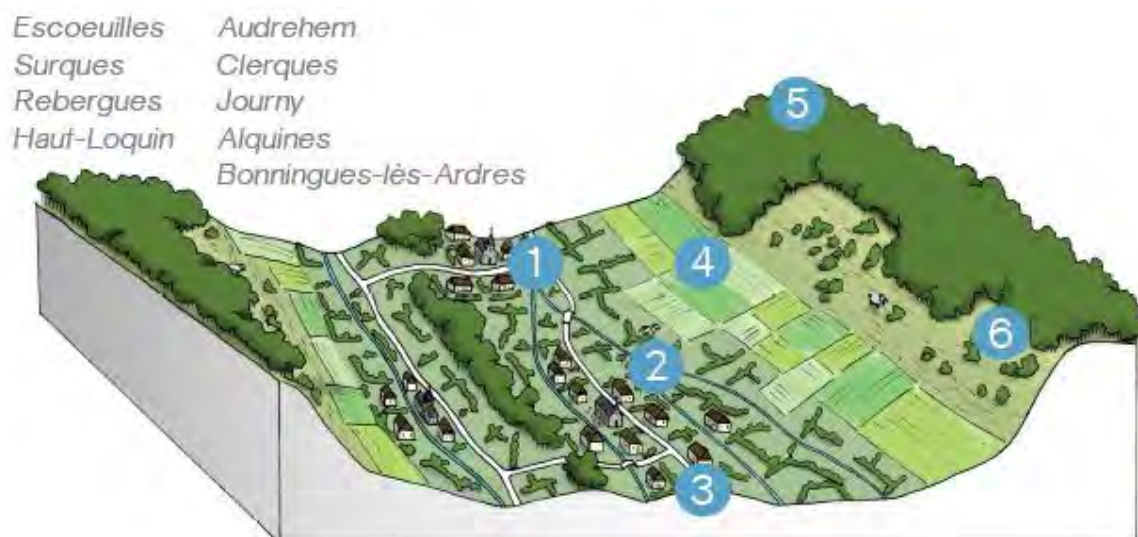 Escoeuilles
Surques
Rebergues
Haut-Loquin
Audrehem
Clerques
Journy
Alquines
Bonningues-lès-Ardres
5
1
4
6
2
3